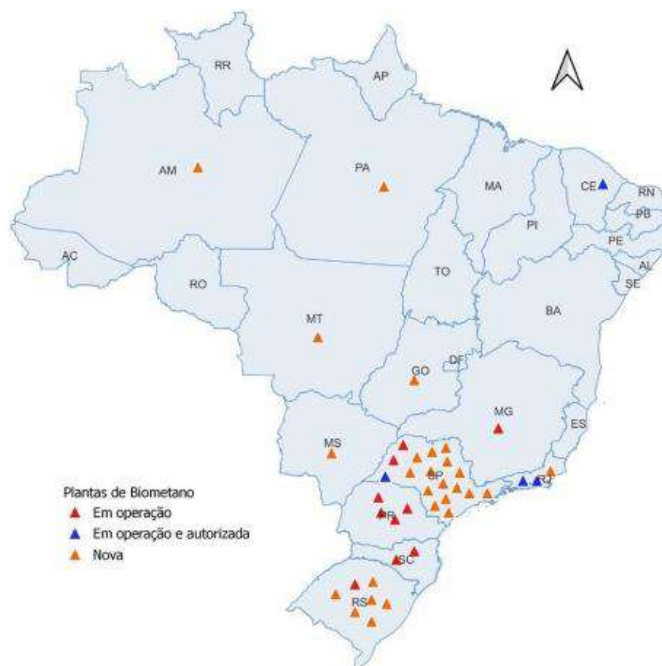 RR
AP
AM
PA
MA
CE
RN
PB
PI
PE
AC
TO
AL
SE
RO
BA
MT
GO
DF
MG
ES
MS
SP
RJ
Plantas de Biometano
Em operação
PR
Em operação e autorizada
Nova
SC
RS